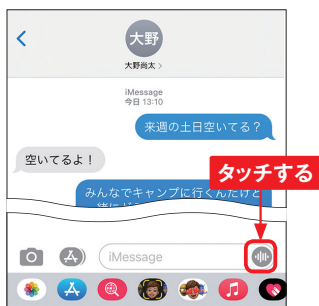 大野
大野尚太 >
iMessage
今日 13:10
来週の土日空いてる？
空いてるよ！
みんなでキャンプに行くんだけど
タッチする
iMessage